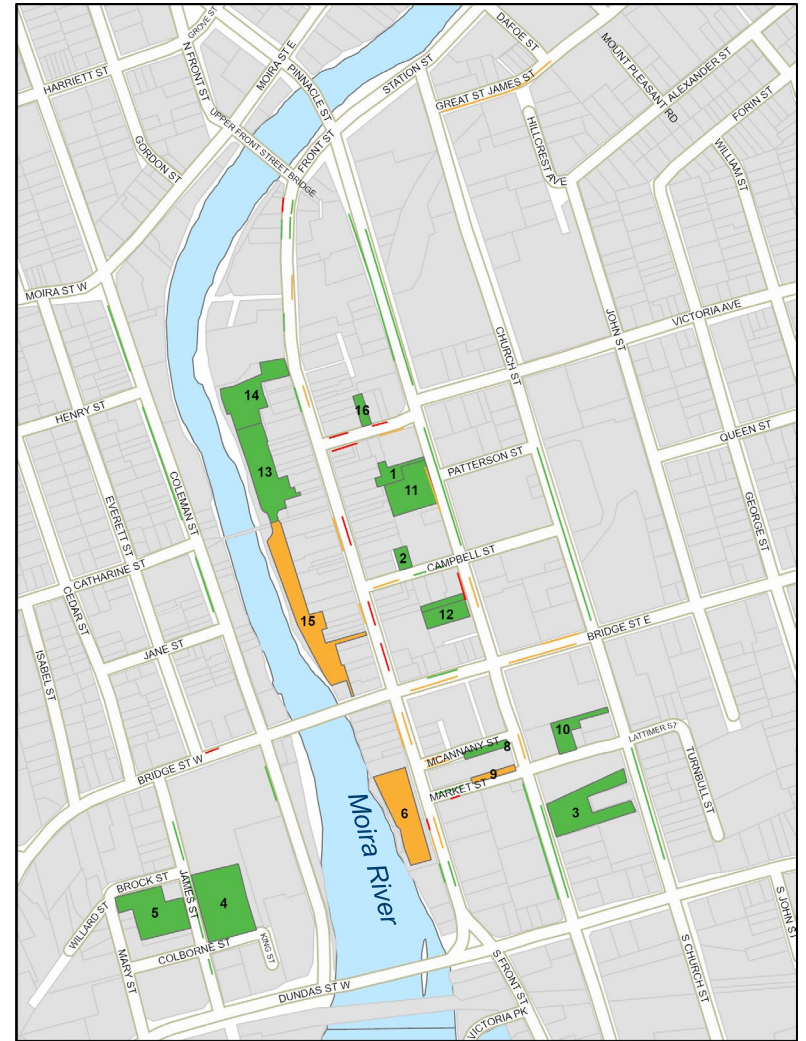 DAFOE ST
GROVE ST
N FRONT ST
MOIRA ST E
PINNACLE ST
STATION ST
MOUNT PLEASANT RD
ALEXANDER ST
HARRIETT ST
GREAT ST JAMES ST
FORIN ST
UPPER FRONT STREET BRIDGE
FRONT ST
HILLCREST AVE
GORDON ST
WILLIAM ST
MOIRA ST W
VICTORIA AVE
JOHN ST
CHURCH ST
14
16
HENRY ST
QUEEN ST
13
1
11
PATTERSON ST
COLEMAN ST
EVERETT ST
GEORGE ST
2
CAMPBELL ST
CATHARINE ST
CEDAR ST
12
15
BRIDGE ST E
JANE ST
ISABEL ST
10
LATTIMER ST
MCANNANY ST
8
BRIDGE ST W
9
MARKET ST
TURNBULL ST
6
3
Moira River
BROCK ST
JAMES ST
4
5
WILLARD ST
S JOHN ST
COLBORNE ST
KING ST
MARY ST
S CHURCH ST
S FRONT ST
DUNDAS ST W
VICTORIA PK